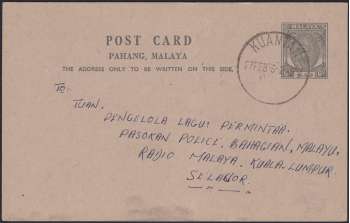 POST CARD
PAHANG, MALAYA
THE ADDRESS ONLY TO BE WRITTEN ON THIS SIDE.
MALAYA
KUANTAN
TO:
TUAN,
PENGELOLA LAGU² PERMINTAA.
PASOKAN POLICE, BAHAGIAN, MALAYU,
RADIO MALAYA. KUALA-LUMPUR
SELANGOR